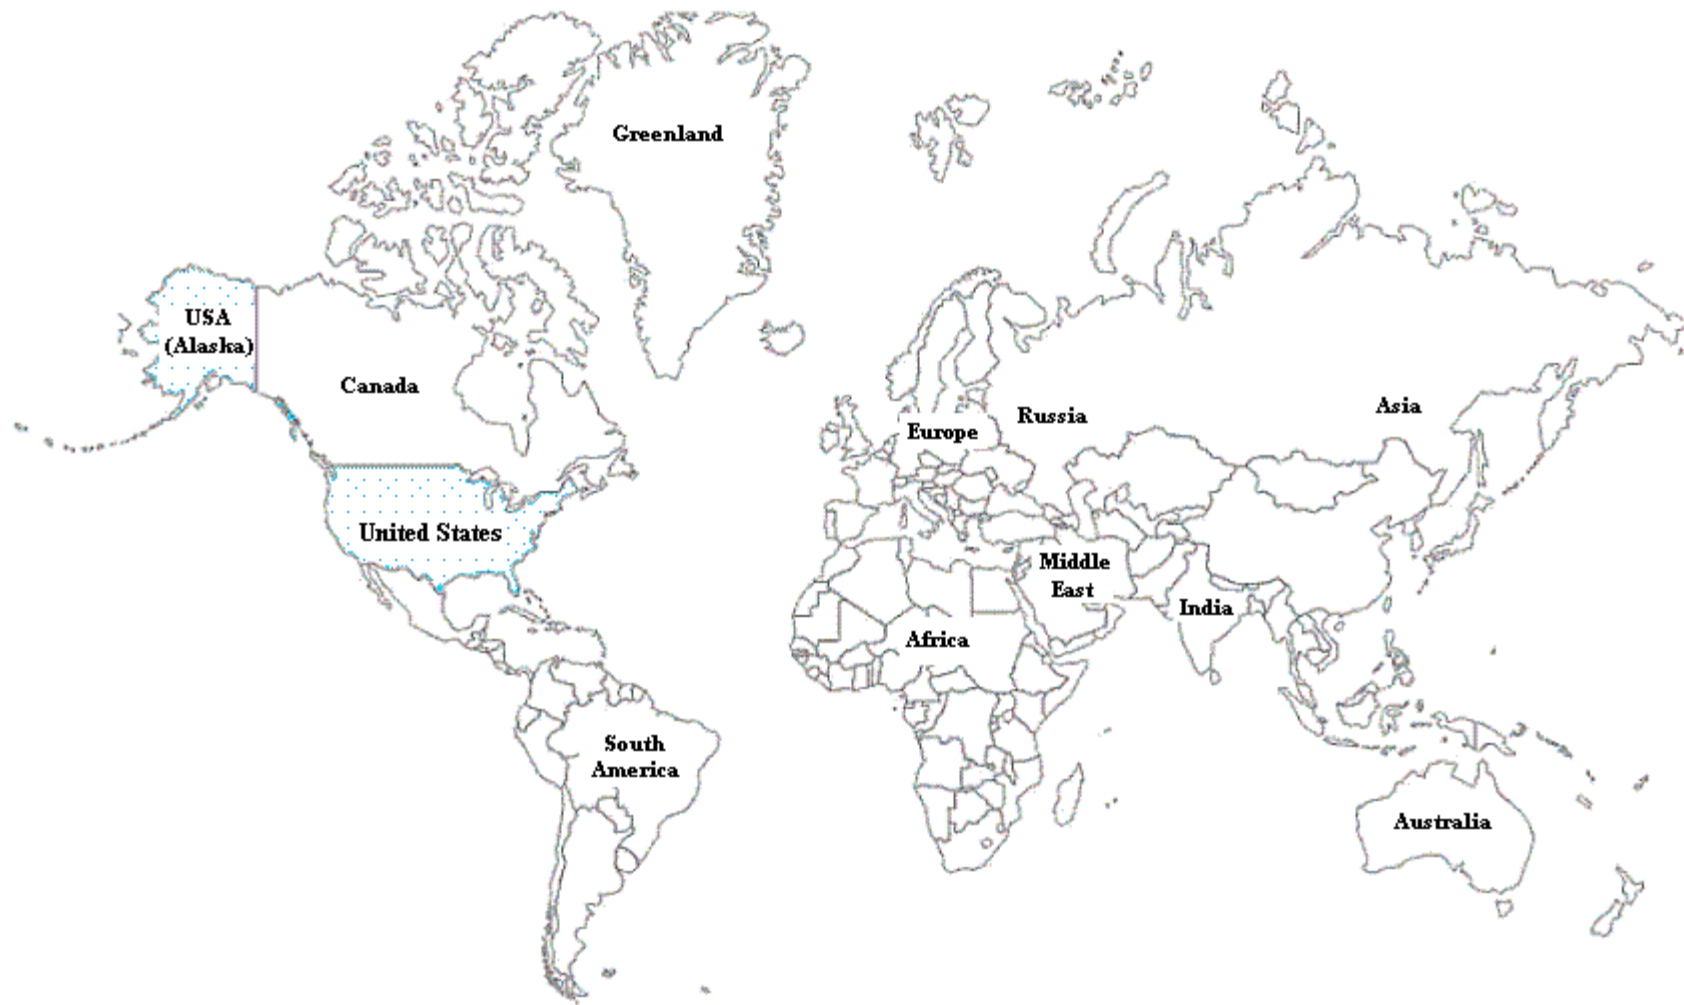 Greenland
USA
(Alaska)
Canada
Asia
Russia
Europe
United States
Middle
East
India
Africa
South
America
Australia